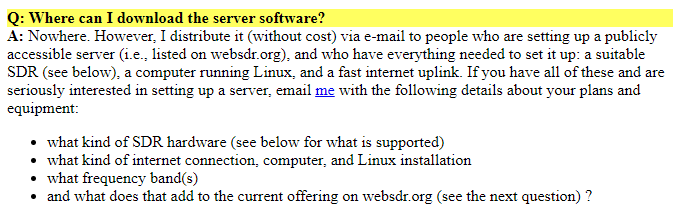 Q: Where can I download the server software?
A: Nowhere. However, I distribute it (without cost) via e-mail to people who are setting up a publicly
accessible server (i.e., listed on websdr.org), and who have everything needed to set it up: a suitable
SDR (see below), a computer running Linux, and a fast internet uplink. If you have all of these and are
seriously interested in setting up a server, email me with the following details about your plans and
equipment:
• what kind of SDR hardware (see below for what is supported)
• what kind of internet connection, computer, and Linux installation
• what frequency band(s)
• and what does that add to the current offering on websdr.org (see the next question) ?